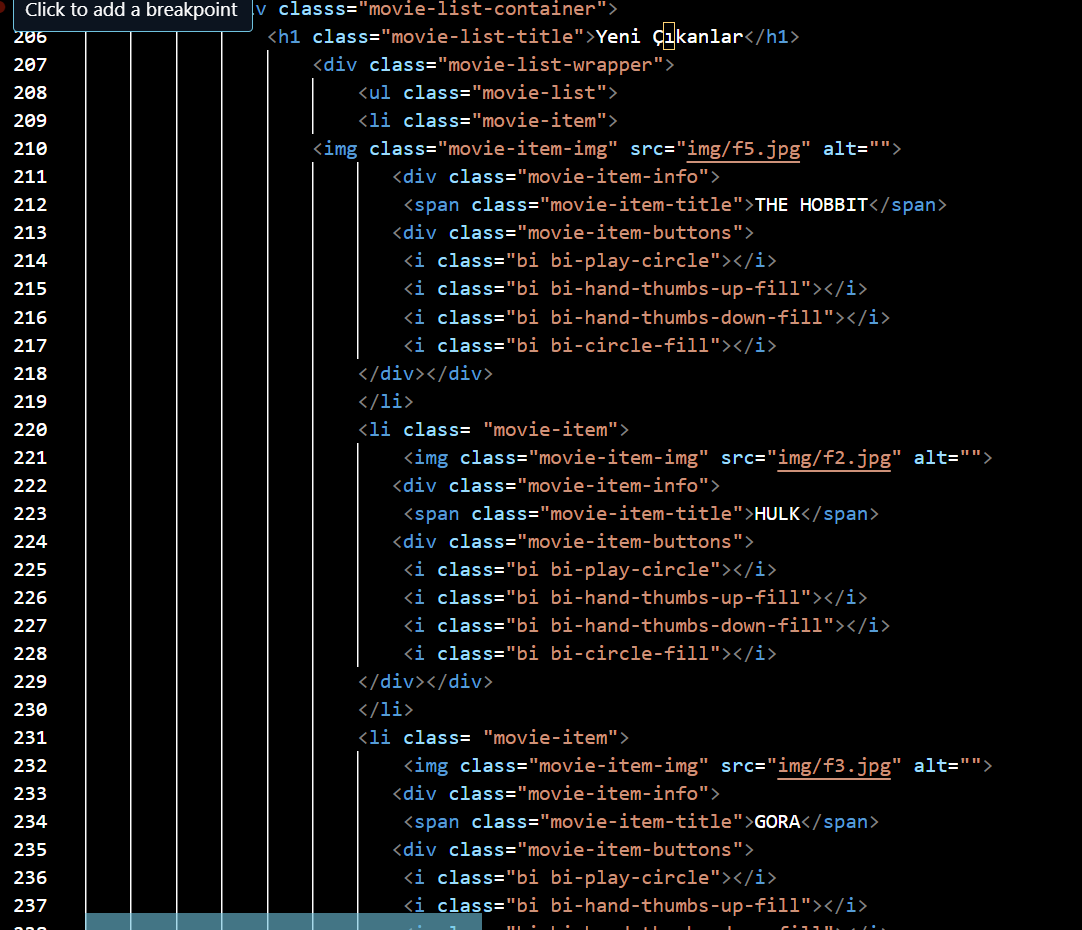 Click to add a breakpoint
v classs="movie-list-container">
206 <h1 class="movie-list-title">Yeni Çıkanlar</h1>
207 <div class="movie-list-wrapper">
208 <ul class="movie-list">
209 <li class="movie-item">
210 <img class="movie-item-img" src="img/f5.jpg" alt="">
211 <div class="movie-item-info">
212 <span class="movie-item-title">THE HOBBIT</span>
213 <div class="movie-item-buttons">
214 <i class="bi bi-play-circle"></i>
215 <i class="bi bi-hand-thumbs-up-fill"></i>
216 <i class="bi bi-hand-thumbs-down-fill"></i>
217 <i class="bi bi-circle-fill"></i>
218 </div></div>
219 </li>
220 <li class= "movie-item">
221 <img class="movie-item-img" src="img/f2.jpg" alt="">
222 <div class="movie-item-info">
223 <span class="movie-item-title">HULK</span>
224 <div class="movie-item-buttons">
225 <i class="bi bi-play-circle"></i>
226 <i class="bi bi-hand-thumbs-up-fill"></i>
227 <i class="bi bi-hand-thumbs-down-fill"></i>
228 <i class="bi bi-circle-fill"></i>
229 </div></div>
230 </li>
231 <li class= "movie-item">
232 <img class="movie-item-img" src="img/f3.jpg" alt="">
233 <div class="movie-item-info">
234 <span class="movie-item-title">GORA</span>
235 <div class="movie-item-buttons">
236 <i class="bi bi-play-circle"></i>
237 <i class="bi bi-hand-thumbs-up-fill"></i>